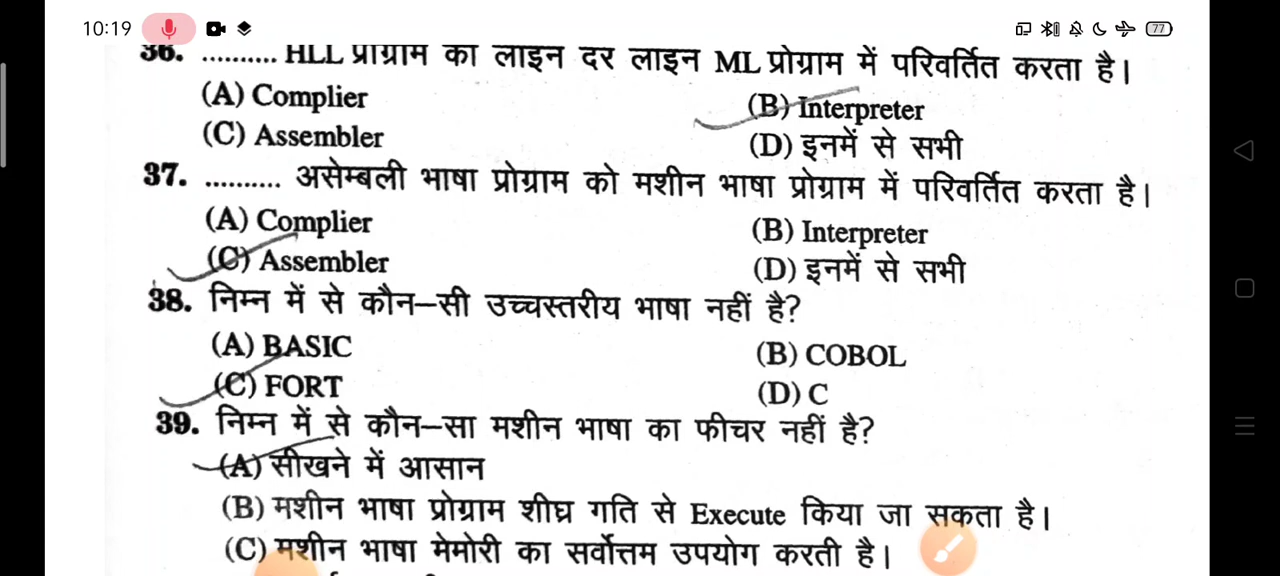 10:19
77
36. .......... HLL प्रोग्राम का लाइन दर लाइन ML प्रोग्राम में परिवर्तित करता है।
(A) Complier
(B) Interpreter
(C) Assembler
(D) इनमें से सभी
37. .......... असेम्बली भाषा प्रोग्राम को मशीन भाषा प्रोग्राम में परिवर्तित करता है।
(A) Complier
(B) Interpreter
(C) Assembler
(D) इनमें से सभी
38. निम्न में से कौन-सी उच्चस्तरीय भाषा नहीं है?
(A) BASIC
(B) COBOL
(C) FORT
(D) C
39. निम्न में से कौन-सा मशीन भाषा का फीचर नहीं है?
(A) सीखने में आसान
(B) मशीन भाषा प्रोग्राम शीघ्र गति से Execute किया जा सकता है।
(C) मशीन भाषा मेमोरी का सर्वोत्तम उपयोग करती है।